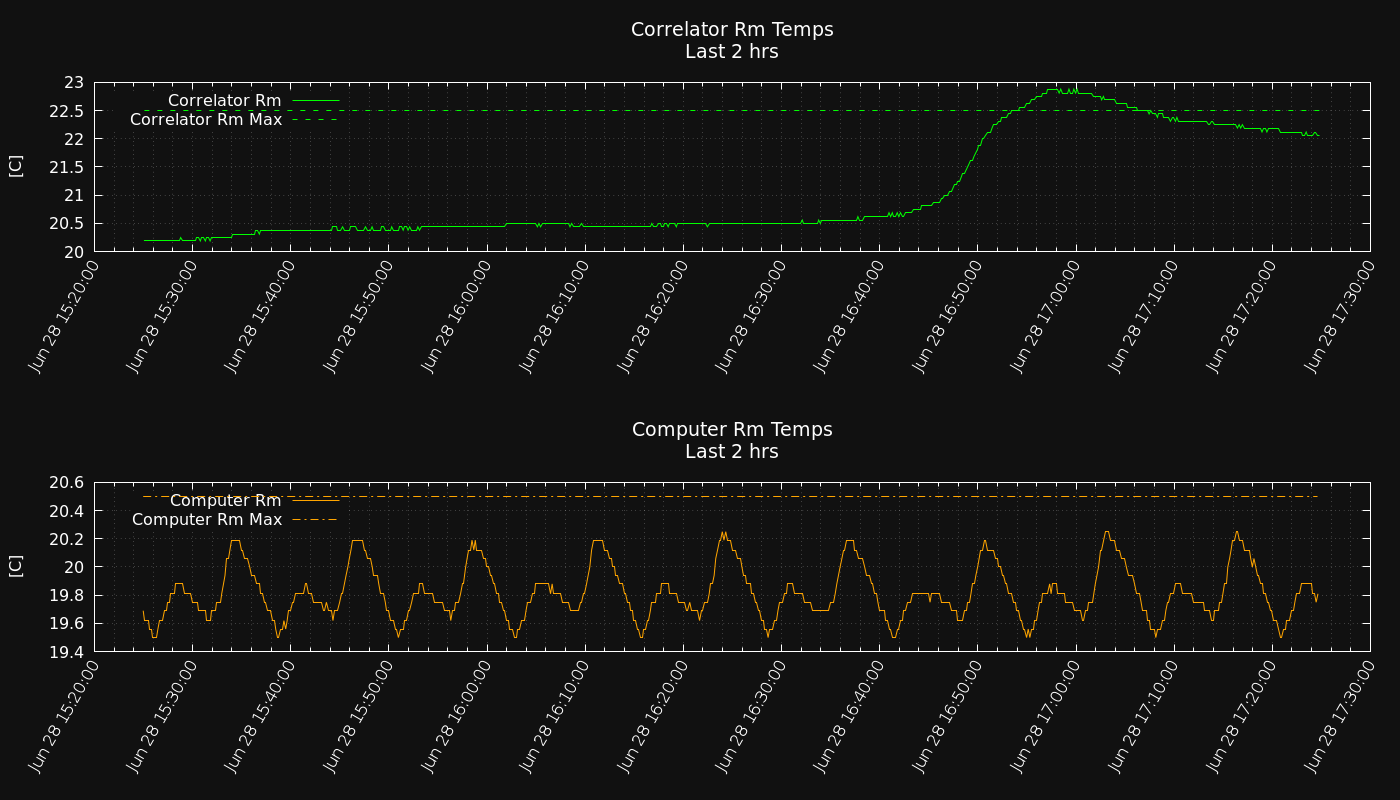 Correlator Rm Temps
Last 2 hrs
23
22.5
22
21.5
21
20.5
20
[C]
Correlator Rm
Correlator Rm Max
Jun 28 15:20:00
Jun 28 15:30:00
Jun 28 15:40:00
Jun 28 15:50:00
Jun 28 16:00:00
Jun 28 16:10:00
Jun 28 16:20:00
Jun 28 16:30:00
Jun 28 16:40:00
Jun 28 16:50:00
Jun 28 17:00:00
Jun 28 17:10:00
Jun 28 17:20:00
Jun 28 17:30:00
Computer Rm Temps
Last 2 hrs
20.6
20.4
20.2
20
19.8
19.6
19.4
[C]
Computer Rm
Computer Rm Max
Jun 28 15:20:00
Jun 28 15:30:00
Jun 28 15:40:00
Jun 28 15:50:00
Jun 28 16:00:00
Jun 28 16:10:00
Jun 28 16:20:00
Jun 28 16:30:00
Jun 28 16:40:00
Jun 28 16:50:00
Jun 28 17:00:00
Jun 28 17:10:00
Jun 28 17:20:00
Jun 28 17:30:00